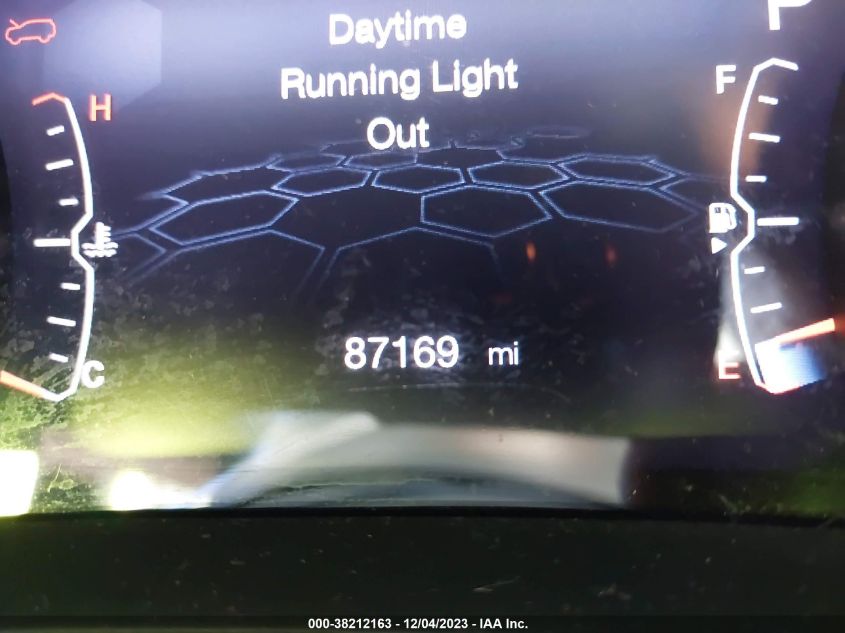 P
Daytime
Running Light
Out
H
F
C
E
87169 mi
000-38212163 - 12/04/2023 - IAA Inc.